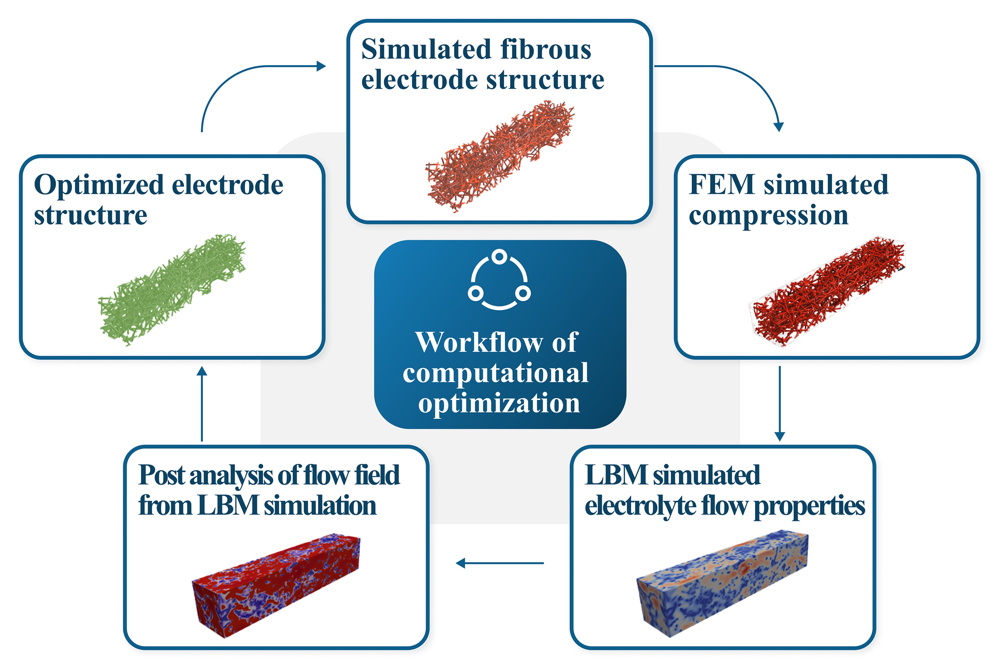 Simulated fibrous
electrode structure
Optimized electrode
structure
FEM simulated
compression
Workflow of
computational
optimization
Post analysis of flow field
from LBM simulation
LBM simulated
electrolyte flow properties